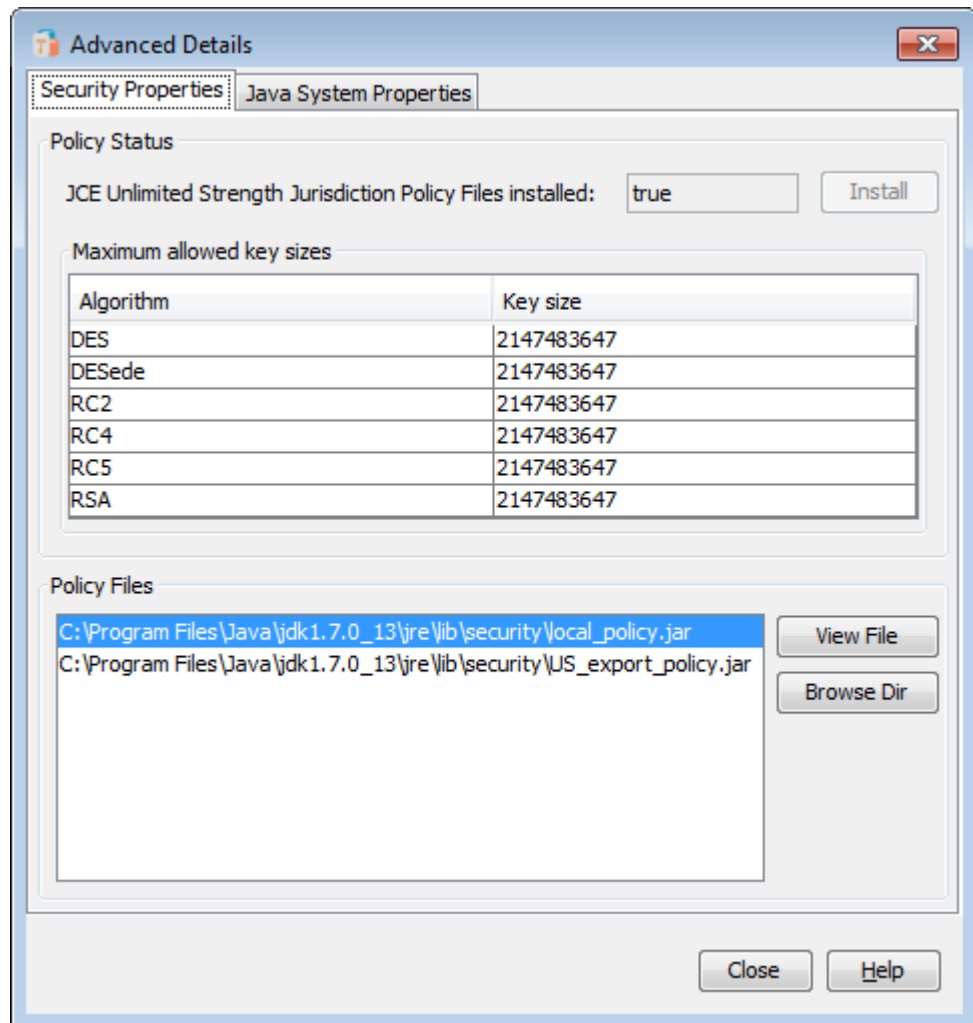 Advanced Details
Security Properties Java System Properties
Policy Status
JCE Unlimited Strength Jurisdiction Policy Files installed: true Install
Maximum allowed key sizes
Algorithm Key size
DES 2147483647
DESede 2147483647
RC2 2147483647
RC4 2147483647
RC5 2147483647
RSA 2147483647
Policy Files
C:\Program Files\Java\jdk1.7.0_13\jre\lib\security\local_policy.jar View File
C:\Program Files\Java\jdk1.7.0_13\jre\lib\security\US_export_policy.jar
Browse Dir
Close Help